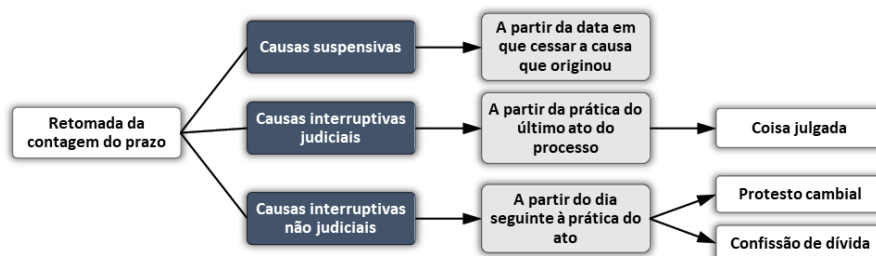 Retomada da
contagem do prazo
Causas suspensivas
A partir da data em
que cessar a causa
que originou
Causas interruptivas
judiciais
A partir da prática do
último ato do
processo
Coisa julgada
Causas interruptivas
não judiciais
A partir do dia
seguinte à prática do
ato
Protesto cambial
Confissão de dívida